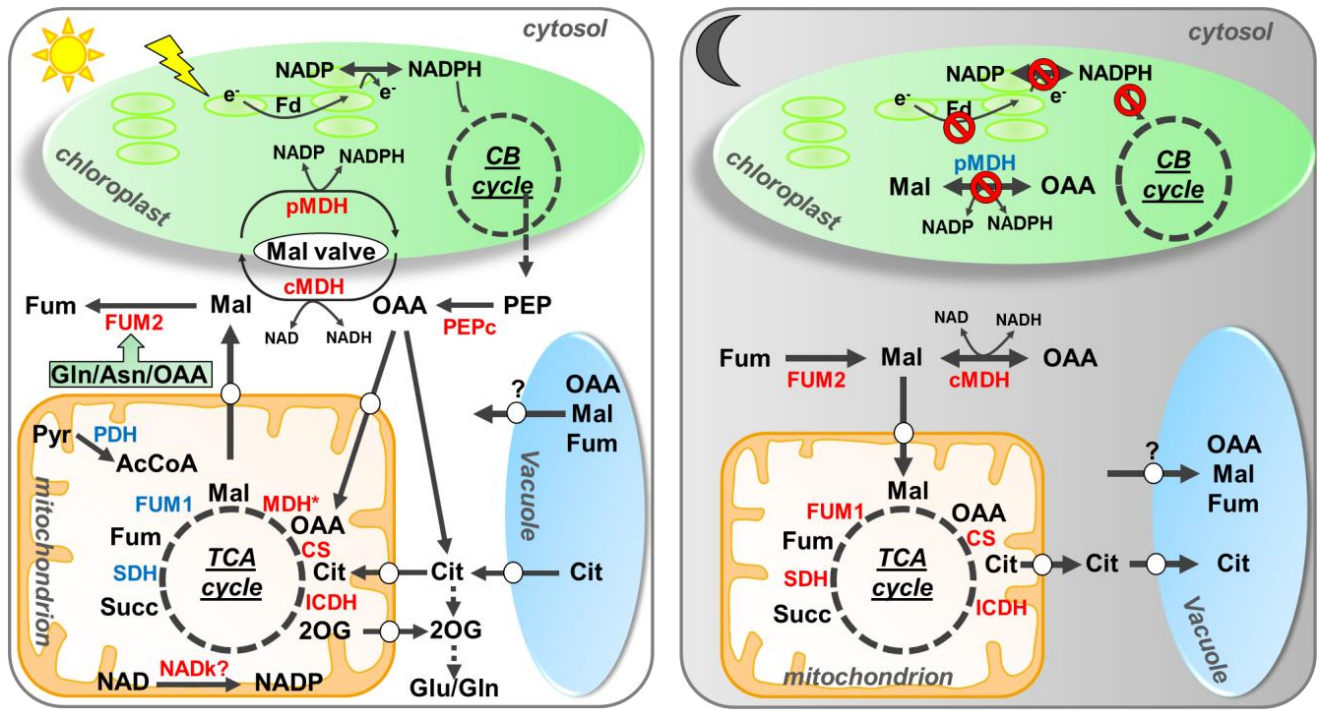 cytosol
NADP
NADPH
e-
Fd
e-
chloroplast
NADP
NADPH
CB
cycle
pMDH
Mal valve
cMDH
Fum
Mal
OAA
PEP
FUM2
NAD
NADH
PEPc
Gln/Asn/OAA
?
OAA
Mal
Fum
Vacuole
Pyr
PDH
AcCoA
mitochondrion
Mal
FUM1
MDH*
OAA
Fum
CS
TCA
cycle
SDH
Cit
Cit
Cit
Succ
ICDH
2OG
2OG
NADk?
NAD
NADP
Glu/Gln
cytosol
NADP
NADPH
e-
Fd
e-
chloroplast
pMDH
Mal
OAA
NADP
NADPH
CB
cycle
NAD
NADH
Fum
Mal
OAA
FUM2
cMDH
?
OAA
Mal
Fum
Mal
FUM1
OAA
Fum
CS
TCA
cycle
SDH
Cit
Cit
Cit
Succ
ICDH
mitochondrion
Vacuole